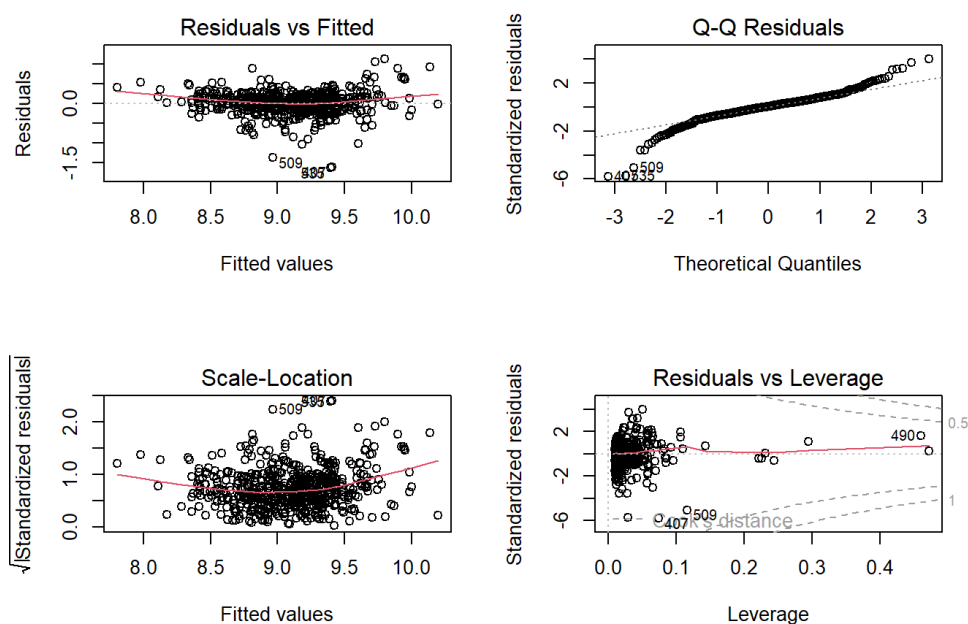 Residuals vs Fitted
Residuals
0.0
-1.5
509
8.0 8.5 9.0 9.5 10.0
Fitted values
Q-Q Residuals
Standardized residuals
2
-2
-6
509
535
-3 -2 -1 0 1 2 3
Theoretical Quantiles
Scale-Location
√|Standardized residuals|
2.0
1.0
0.0
509
8.0 8.5 9.0 9.5 10.0
Fitted values
Residuals vs Leverage
Standardized residuals
2
-2
-6
490
0.5
1
509
407
Cook's distance
0.0 0.1 0.2 0.3 0.4
Leverage